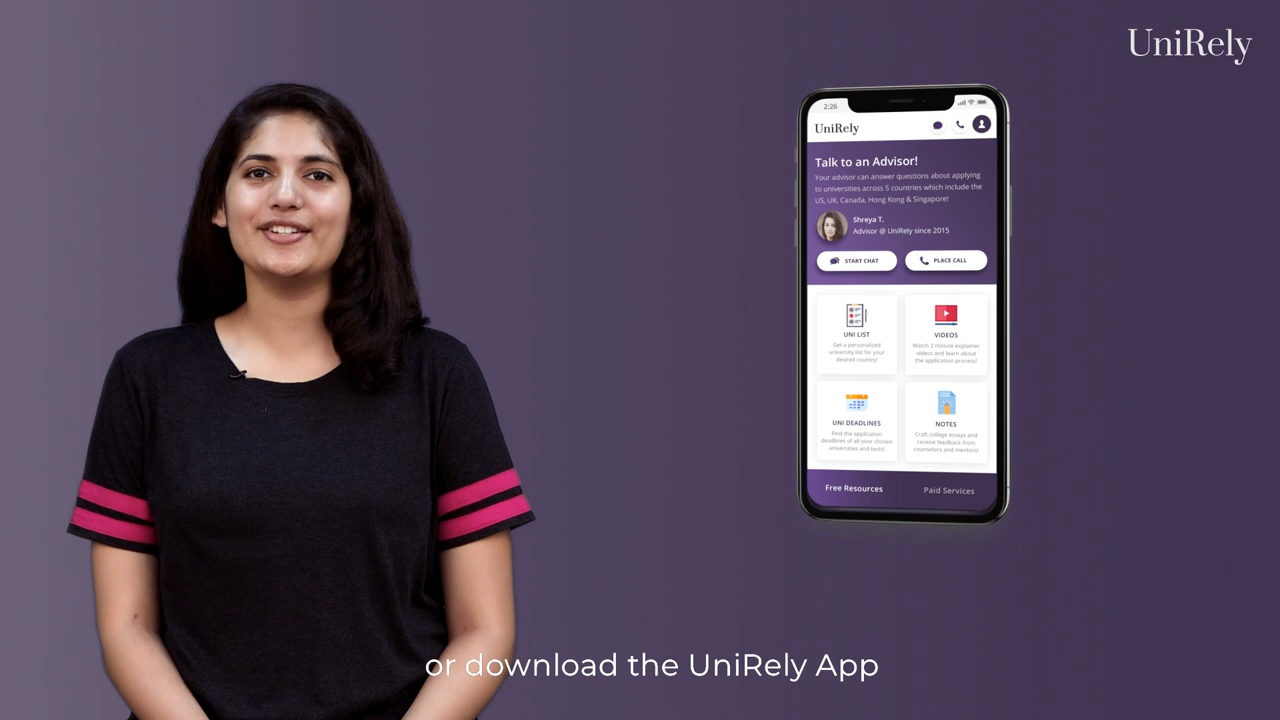 UniRely
2:26
UniRely
Talk to an Advisor!
Your advisor can answer questions about applying
to universities across 5 countries which include the
US, UK, Canada, Hong Kong & Singapore!
Shreya T.
Advisor @ UniRely since 2015
START CHAT
PLACE CALL
UNI LIST
Get a personalised
university list for your
desired country!
VIDEOS
Watch 2 minute explainer
videos and learn about
the application process!
UNI DEADLINES
Find the application
deadlines of all your chosen
universities and tests!
NOTES
Craft college essays and
receive feedback from
counselors and mentors!
Free Resources
Paid Services
or download the UniRely App